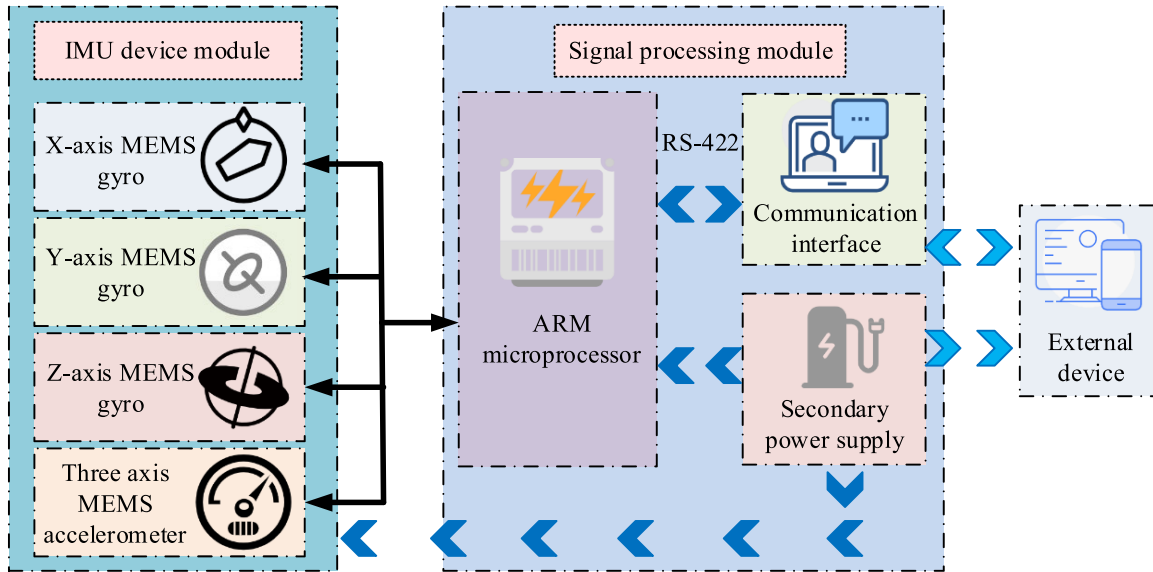 IMU device module
X-axis MEMS
gyro
Y-axis MEMS
gyro
Z-axis MEMS
gyro
Three axis
MEMS
accelerometer
Signal processing module
ARM
microprocessor
RS-422
Communication
interface
Secondary
power supply
External
device